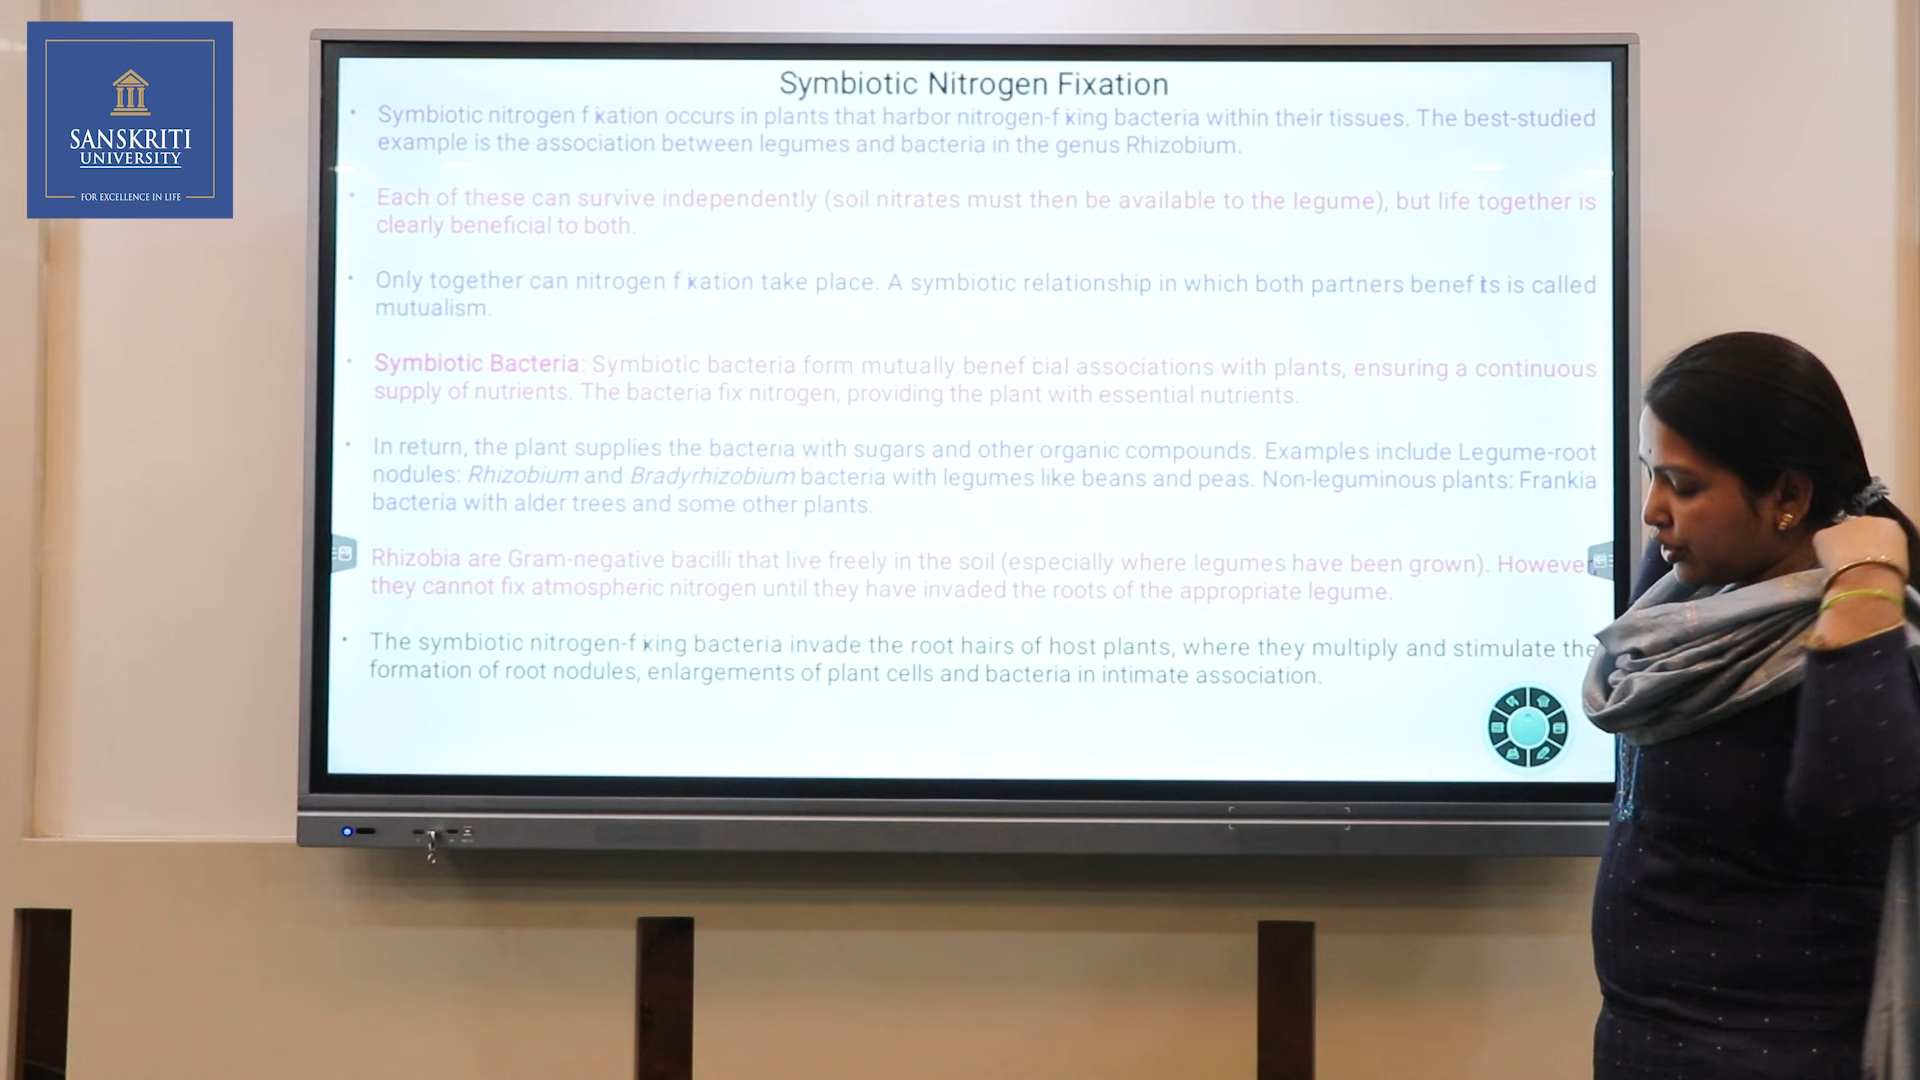 SANSKRITI
UNIVERSITY
FOR EXCELLENCE IN LIFE
Symbiotic Nitrogen Fixation
• Symbiotic nitrogen fixation occurs in plants that harbor nitrogen-fixing bacteria within their tissues. The best-studied
example is the association between legumes and bacteria in the genus Rhizobium.
• Each of these can survive independently (soil nitrates must then be available to the legume), but life together is
clearly beneficial to both.
• Only together can nitrogen fixation take place. A symbiotic relationship in which both partners benefits is called
mutualism.
• Symbiotic Bacteria: Symbiotic bacteria form mutually beneficial associations with plants, ensuring a continuous
supply of nutrients. The bacteria fix nitrogen, providing the plant with essential nutrients.
• In return, the plant supplies the bacteria with sugars and other organic compounds. Examples include Legume-root
nodules: Rhizobium and Bradyrhizobium bacteria with legumes like beans and peas. Non-leguminous plants: Frankia
bacteria with alder trees and some other plants.
• Rhizobia are Gram-negative bacilli that live freely in the soil (especially where legumes have been grown). However
they cannot fix atmospheric nitrogen until they have invaded the roots of the appropriate legume.
• The symbiotic nitrogen-fixing bacteria invade the root hairs of host plants, where they multiply and stimulate the
formation of root nodules, enlargements of plant cells and bacteria in intimate association.